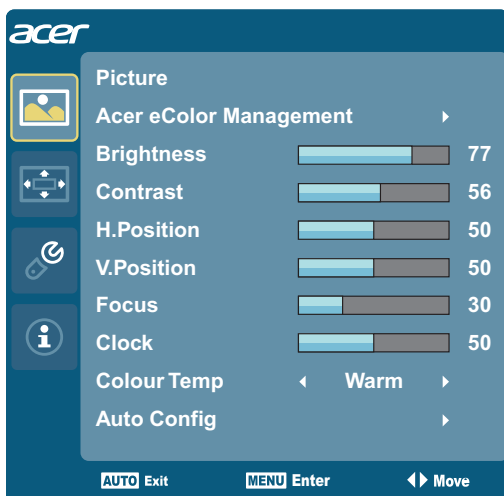 acer
Picture
Acer eColor Management
Brightness 77
Contrast 56
H.Position 50
V.Position 50
Focus 30
Clock 50
Colour Temp Warm
Auto Config
AUTO Exit MENU Enter Move